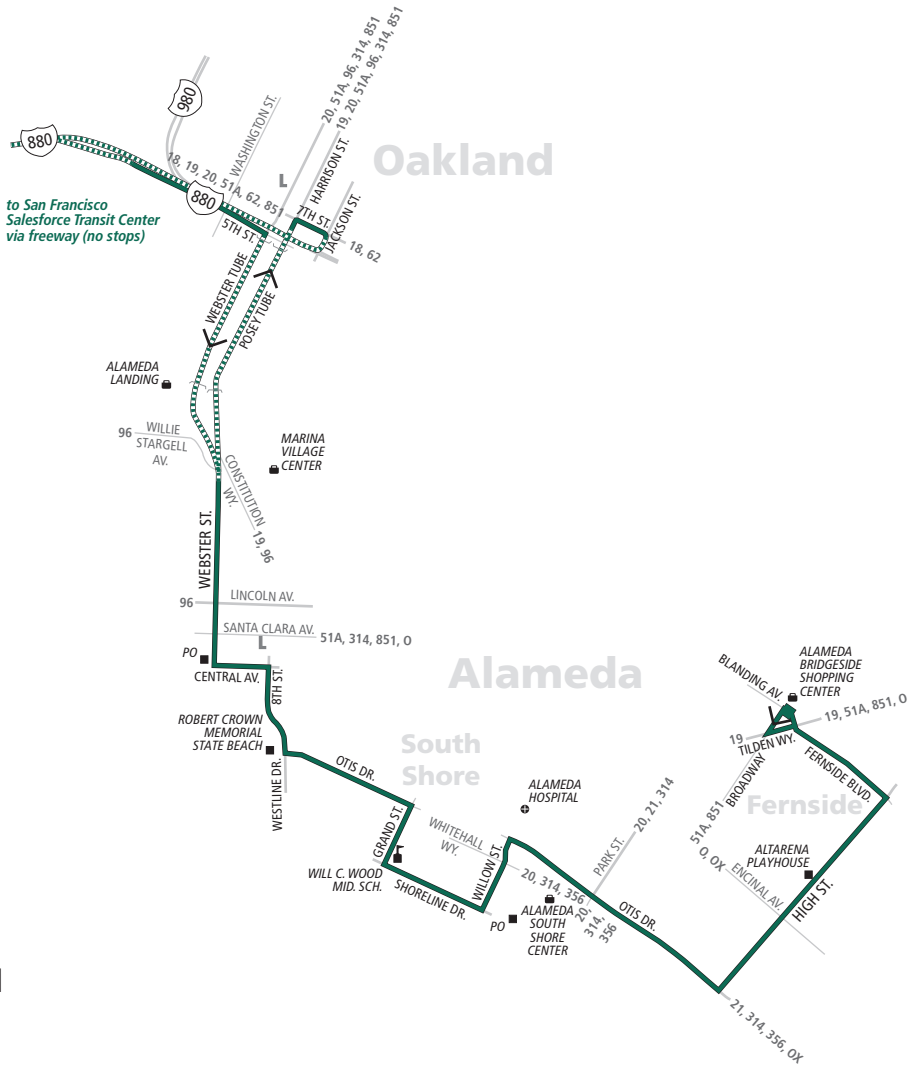 20, 51A, 96, 314, 851
19, 20, 51A, 96, 314, 851
980
880
WASHINGTON ST.
18, 19, 20, 51A, 62, 851
HARRISON ST.
Oakland
L
880
7TH ST.
JACKSON ST.
to San Francisco
Salesforce Transit Center
via freeway (no stops)
5TH ST.
18, 62
WEBSTER TUBE
POSEY TUBE
ALAMEDA
LANDING
96
WILLIE
STARGELL
AV.
MARINA
VILLAGE
CENTER
CONSTITUTION
WY.
19, 96
WEBSTER ST.
96
LINCOLN AV.
SANTA CLARA AV.
51A, 314, 851, O
L
PO
CENTRAL AV.
8TH ST.
Alameda
BLANDING AV.
ALAMEDA
BRIDGESIDE
SHOPPING
CENTER
19, 51A, 851, O
19
TILDEN WY.
ROBERT CROWN
MEMORIAL
STATE BEACH
WESTLINE DR.
OTIS DR.
South
Shore
BROADWAY
FERNSIDE BLVD.
Fernside
51A, 851
O, OX
ALAMEDA
HOSPITAL
20, 21, 314
PARK ST.
GRAND ST.
WHITEHALL
WY.
WILLOW ST.
ALTARENA
PLAYHOUSE
ENCINAL AV.
HIGH ST.
WILL C. WOOD
MID. SCH.
SHORELINE DR.
20, 314, 356
20,
314,
356
OTIS DR.
PO
ALAMEDA
SOUTH
SHORE
CENTER
21, 314, 356, OX